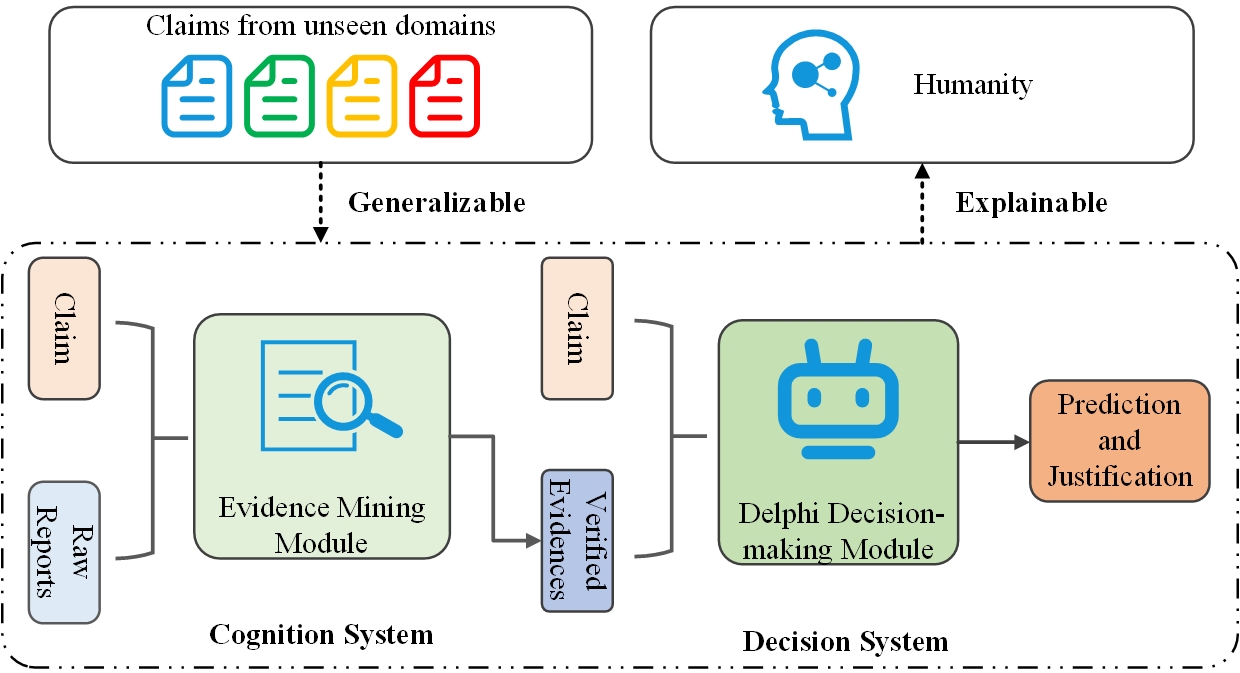 Claims from unseen domains
Humanity
Generalizable
Explainable
Claim
Raw
Reports
Evidence Mining
Module
Cognition System
Claim
Verified
Evidences
Delphi Decision-
making Module
Decision System
Prediction
and
Justification